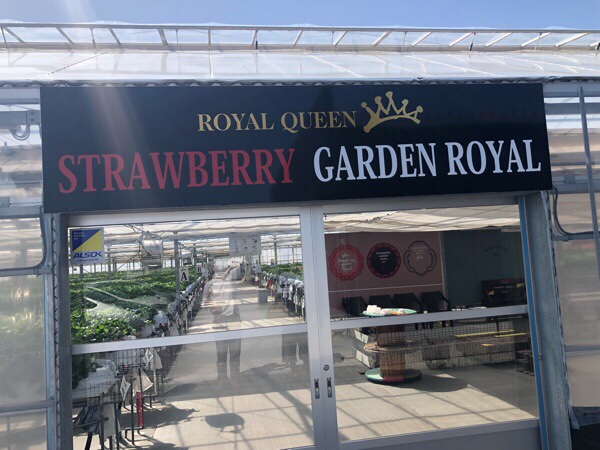 ROYAL QUEEN
STRAWBERRY GARDEN ROYAL
ALSOK